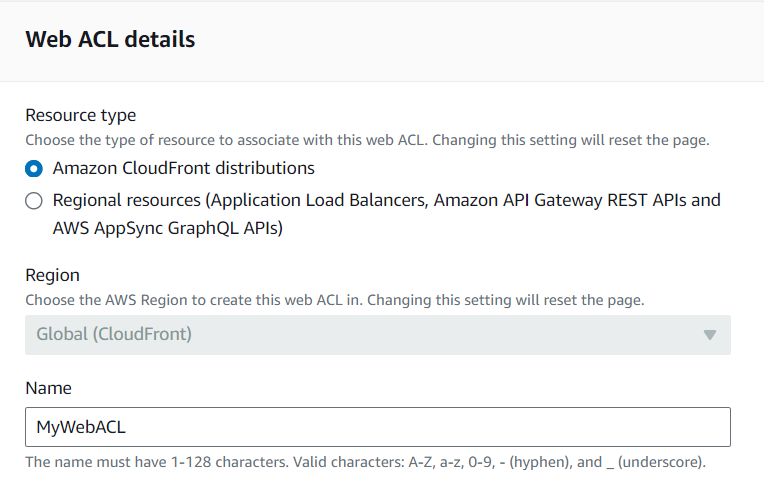 Web ACL details
Resource type
Choose the type of resource to associate with this web ACL. Changing this setting will reset the page.
Amazon CloudFront distributions
Regional resources (Application Load Balancers, Amazon API Gateway REST APIs and
AWS AppSync GraphQL APIs)
Region
Choose the AWS Region to create this web ACL in. Changing this setting will reset the page.
Global (CloudFront)
Name
MyWebACL
The name must have 1-128 characters. Valid characters: A-Z, a-z, 0-9, - (hyphen), and _ (underscore).